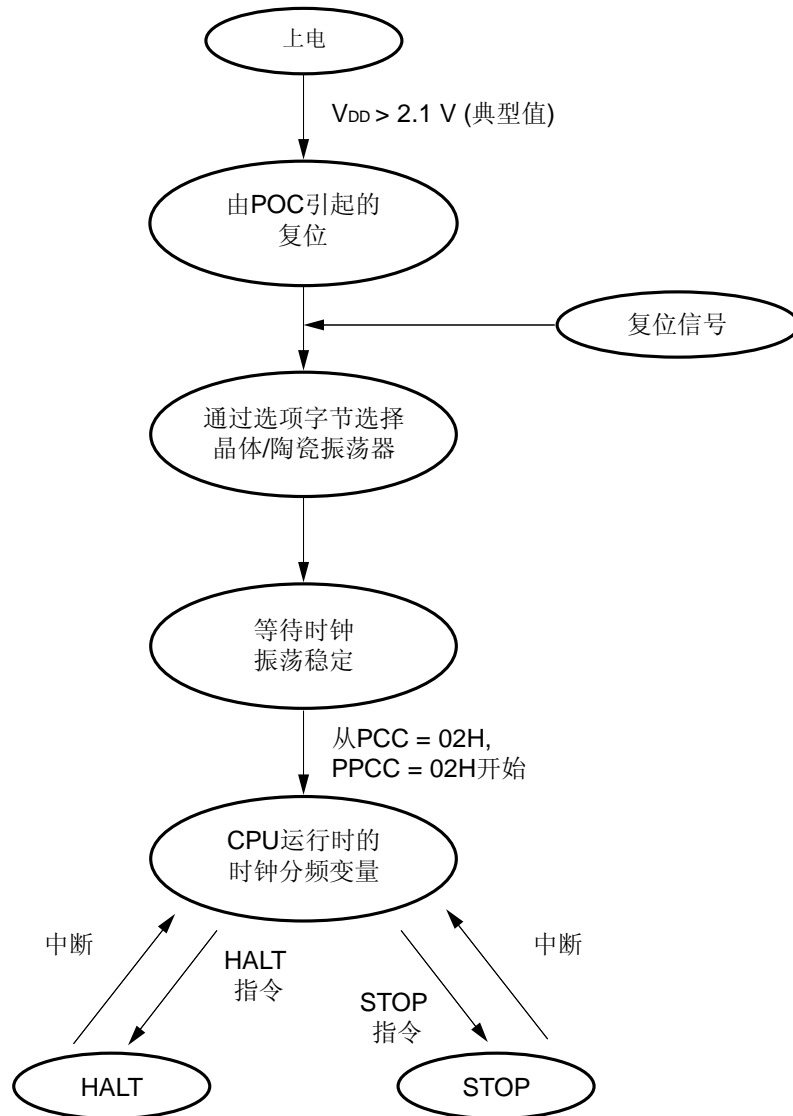 上电
VDD > 2.1 V (典型值)
由POC引起的
复位
复位信号
通过选项字节选择
晶体/陶瓷振荡器
等待时钟
振荡稳定
从PCC = 02H,
PPCC = 02H开始
CPU运行时的
时钟分频变量
中断
HALT
指令
STOP
指令
中断
HALT
STOP